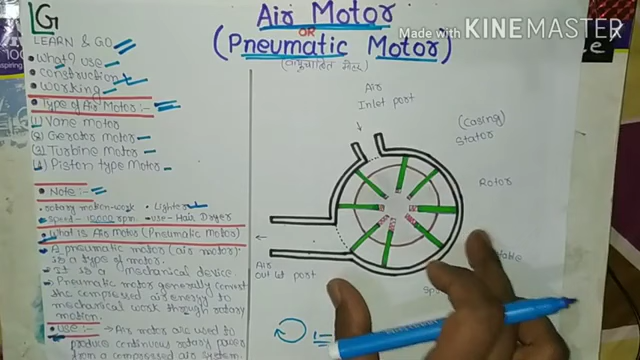 LG
Air Motor
OR
(Pneumatic Motor)
(वायुचालित मोटर)
Made with KINEMASTER
LEARN & GO
What? Use
Construction
Working
Type of Air Motor :-
(1) Vane Motor
(2) Gerotor Motor
(3) Turbine Motor
(4) Piston type Motor
Note :-
• rotary motion-work • Lighter
• speed - 10000 rpm. • use - Hair Dryer
What is Air Motor (Pneumatic Motor)
A pneumatic motor (air motor)
is a type of motor.
It is a mechanical device
Pneumatic motor generally convert
the compressed air energy to
mechanical work through rotary
motion.
Use :- → Air motor are used to
produce continuous rotary power
from a compressed air system.
Air
Inlet port
(Casing)
Stator
Rotor
Air
outlet port